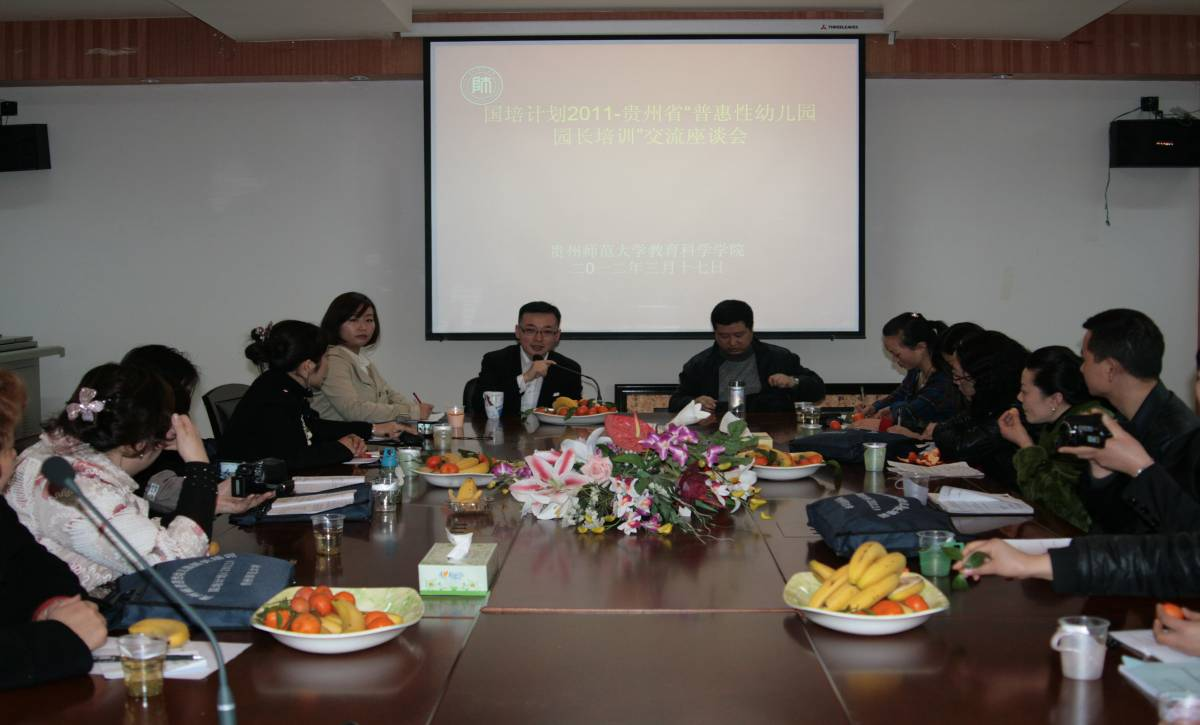 THREELEAVES
国培计划2011-贵州省"普惠性幼儿园
园长培训"交流座谈会
贵州师范大学教育科学学院
二0一二年三月十七日